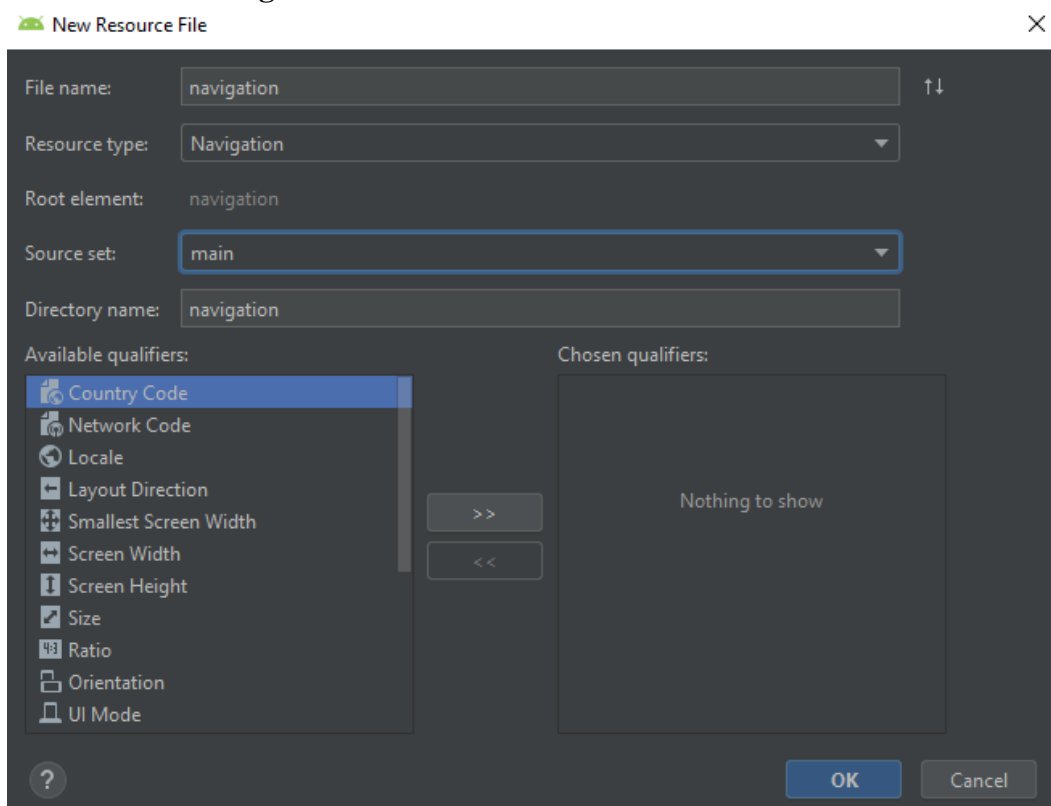 New Resource File
File name: navigation
Resource type: Navigation
Root element: navigation
Source set: main
Directory name: navigation
Available qualifiers: Chosen qualifiers:
Country Code
Network Code
Locale
Layout Direction
Smallest Screen Width
Screen Width
Screen Height
Size
Ratio
Orientation
UI Mode
>>
<<
Nothing to show
?
OK Cancel